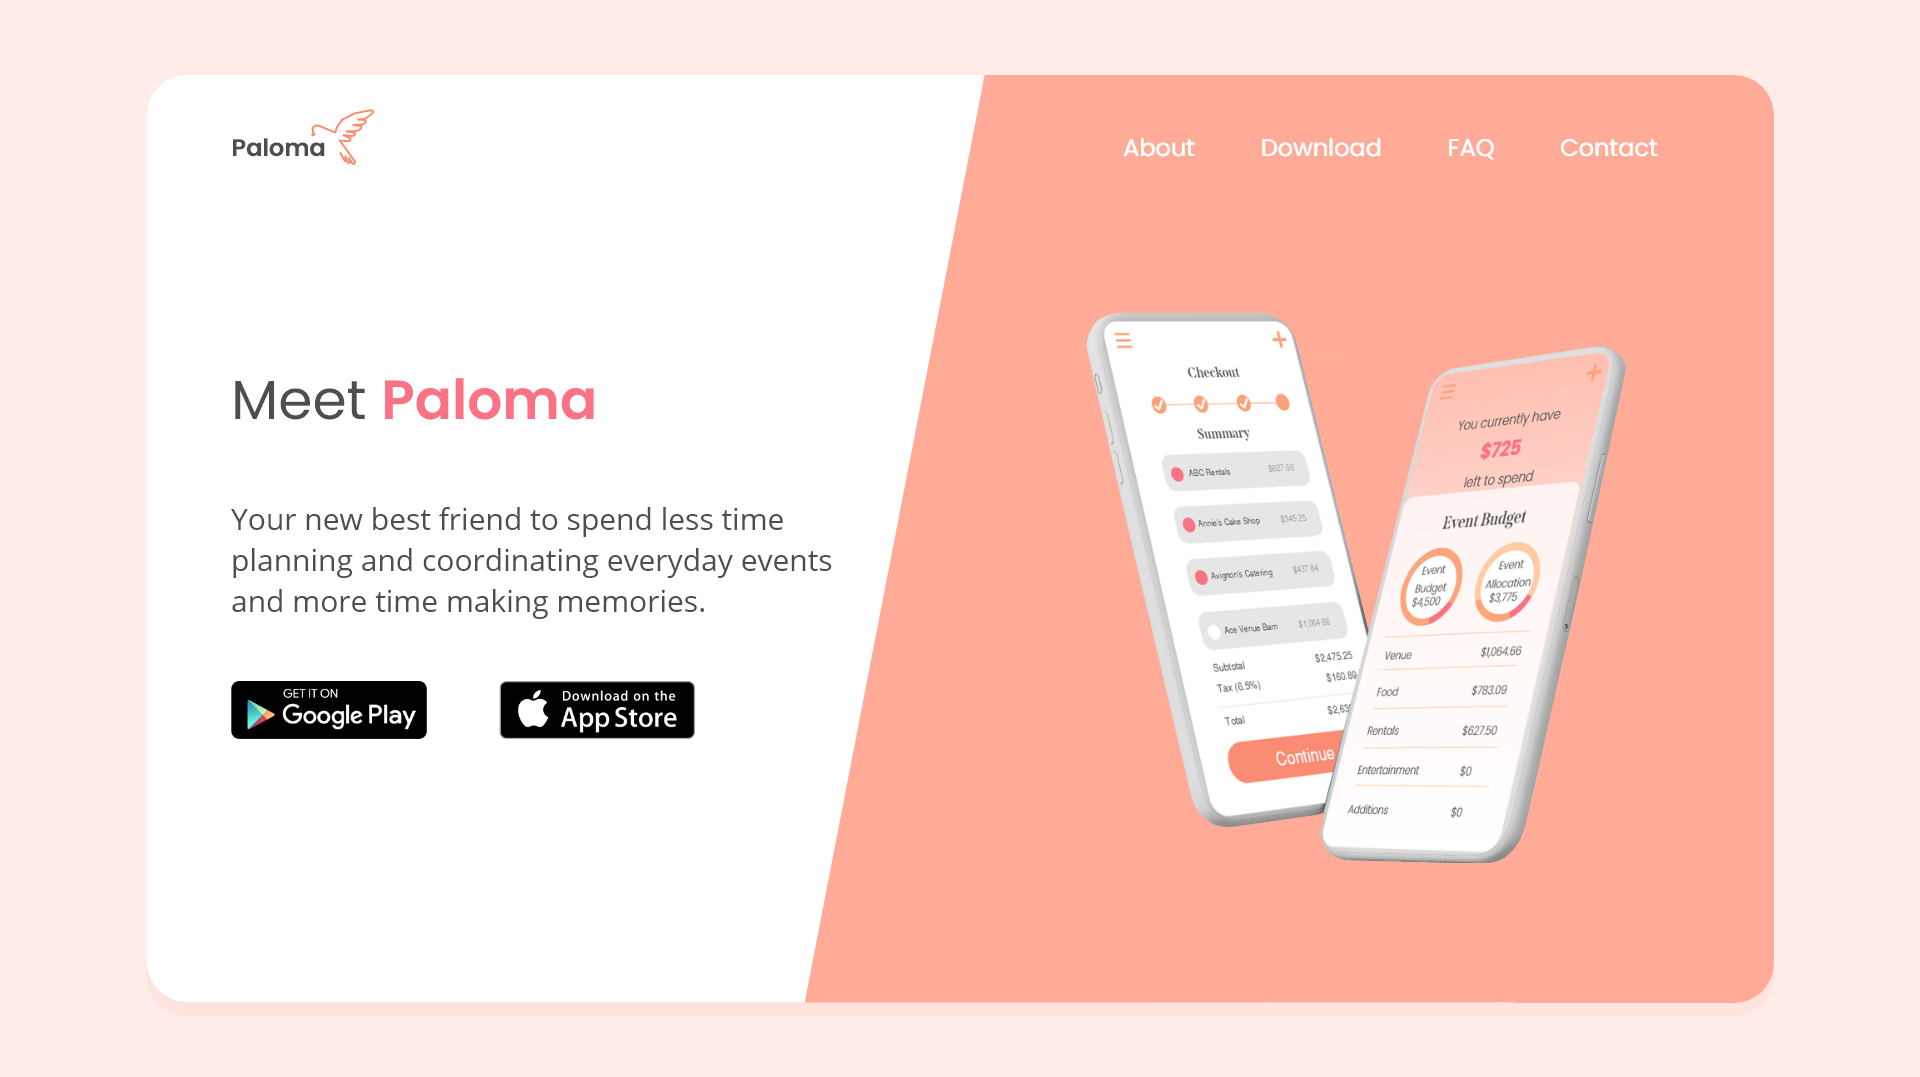 Paloma
About
Download
FAQ
Contact
Meet Paloma
Your new best friend to spend less time
planning and coordinating everyday events
and more time making memories.
GET IT ON
Google Play
Download on the
App Store
Checkout
Summary
ABC Rentals $627.50
Annie's Cake Shop $345.25
Avignon's Catering $437.84
Ace Venue Barn $1,064.66
Subtotal $2,475.25
Tax (6.5%) $160.89
Total
Continue
You currently have
$725
left to spend
Event Budget
Event
Budget
$4,500
Event
Allocation
$3,775
Venue $1,064.66
Food $783.09
Rentals $627.50
Entertainment $0
Additions $0